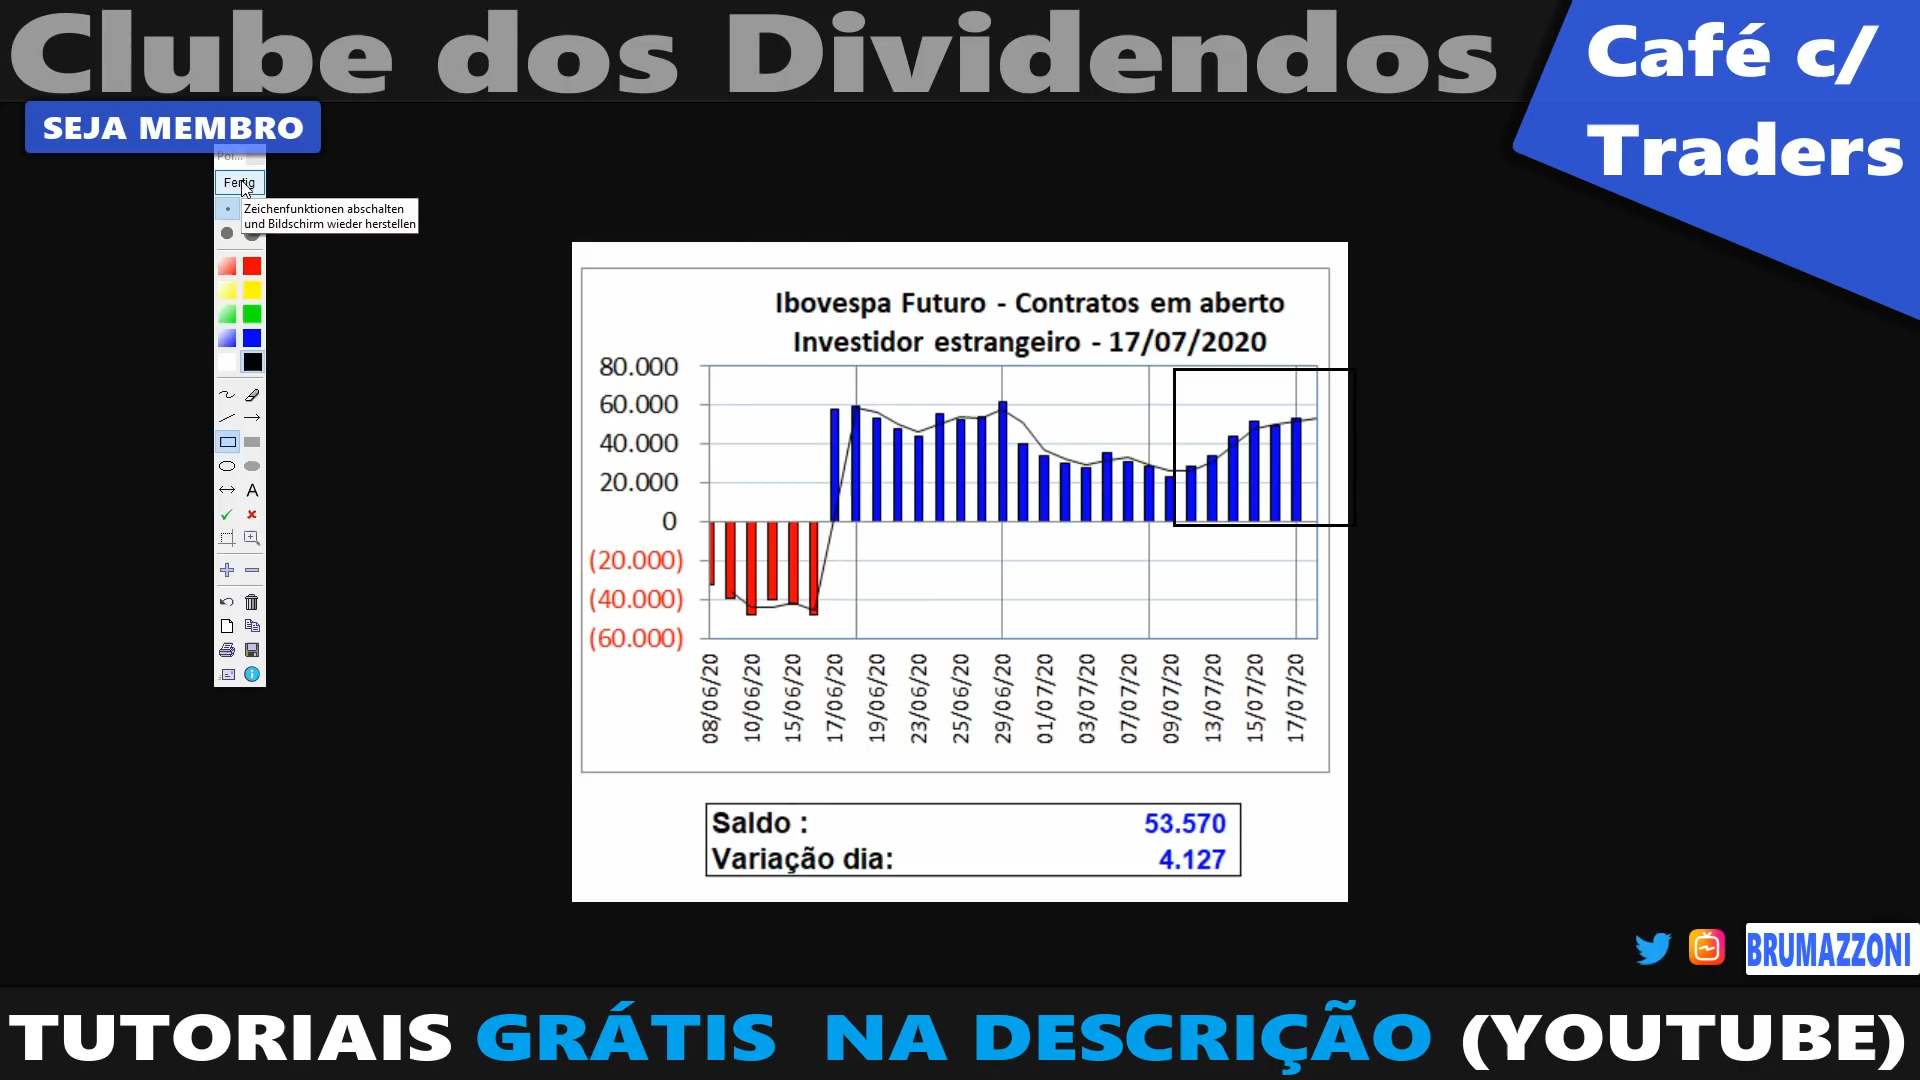 Clube dos Dividendos
Café c/
Traders
SEJA MEMBRO
Poi...
Fertig
Zeichenfunktionen abschalten
und Bildschirm wieder herstellen
A
Ibovespa Futuro - Contratos em aberto
Investidor estrangeiro - 17/07/2020
80.000
60.000
40.000
20.000
0
(20.000)
(40.000)
(60.000)
08/06/20
10/06/20
15/06/20
17/06/20
19/06/20
23/06/20
25/06/20
29/06/20
01/07/20
03/07/20
07/07/20
09/07/20
13/07/20
15/07/20
17/07/20
Saldo : 53.570
Variação dia: 4.127
BRUMAZZONI
TUTORIAIS GRÁTIS NA DESCRIÇÃO (YOUTUBE)